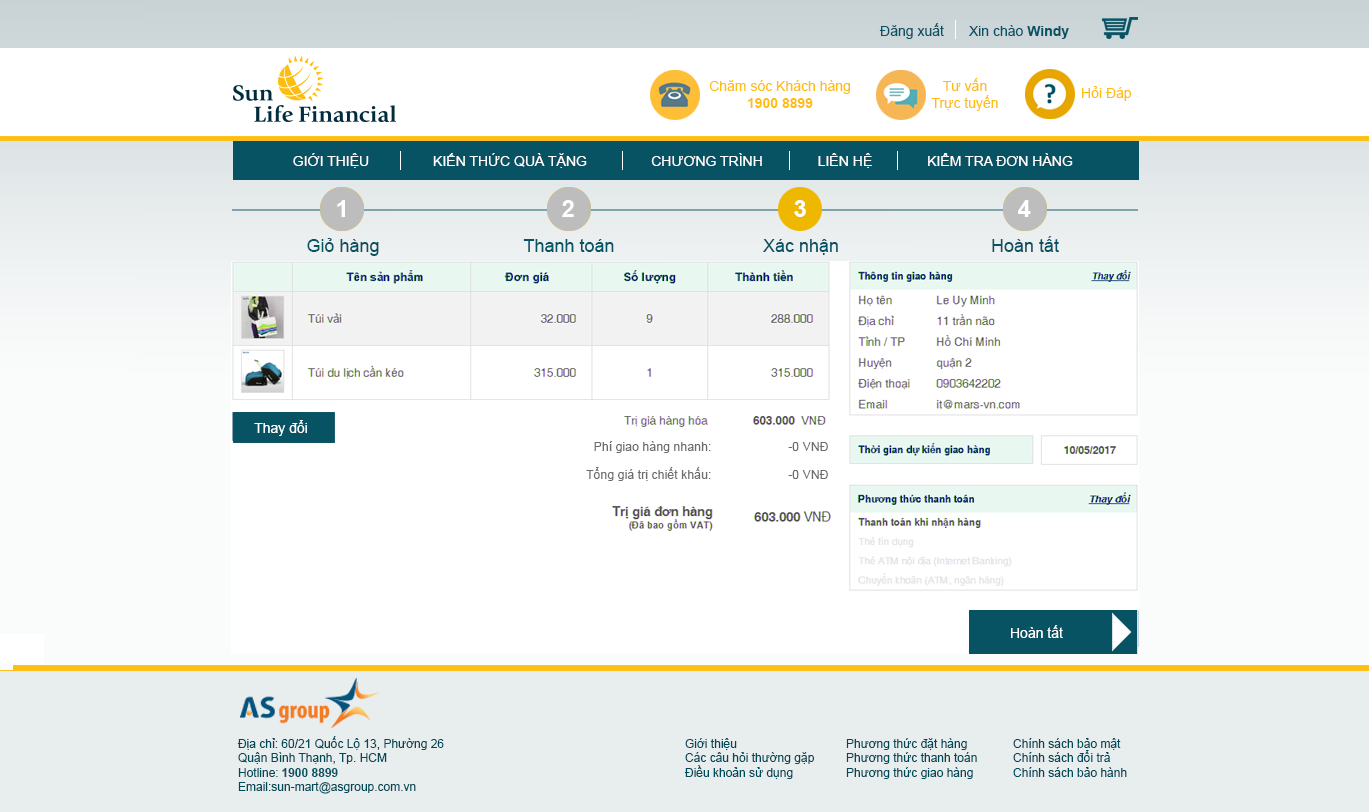 Đăng xuất
Xin chào Windy
Sun
Life Financial
Chăm sóc Khách hàng
1900 8899
Tư vấn
Trực tuyến
?
Hỏi Đáp
GIỚI THIỆU
KIẾN THỨC QUÀ TẶNG
CHƯƠNG TRÌNH
LIÊN HỆ
KIỂM TRA ĐƠN HÀNG
1
2
3
4
Giỏ hàng
Thanh toán
Xác nhận
Hoàn tất
Tên sản phẩm Đơn giá Số lượng Thành tiền
Túi vải 32.000 9 288.000
Túi du lịch cần kéo 315.000 1 315.000
Thay đổi
Trị giá hàng hóa 603.000 VNĐ
Phí giao hàng nhanh: -0 VNĐ
Tổng giá trị chiết khấu: -0 VNĐ
Trị giá đơn hàng 603.000 VNĐ
(Đã bao gồm VAT)
Thông tin giao hàng Thay đổi
Họ tên Le Uy Minh
Địa chỉ 11 trần não
Tỉnh / TP Hồ Chí Minh
Huyện quận 2
Điện thoại 0903642202
Email it@mars-vn.com
Thời gian dự kiến giao hàng 10/05/2017
Phương thức thanh toán Thay đổi
Thanh toán khi nhận hàng
Thẻ tín dụng
Thẻ ATM nội địa (Internet Banking)
Chuyển khoản (ATM, ngân hàng)
Hoàn tất
AS group
Địa chỉ: 60/21 Quốc Lộ 13, Phường 26
Quận Bình Thạnh, Tp. HCM
Hotline: 1900 8899
Email:sun-mart@asgroup.com.vn
Giới thiệu
Các câu hỏi thường gặp
Điều khoản sử dụng
Phương thức đặt hàng
Phương thức thanh toán
Phương thức giao hàng
Chính sách bảo mật
Chính sách đổi trả
Chính sách bảo hành